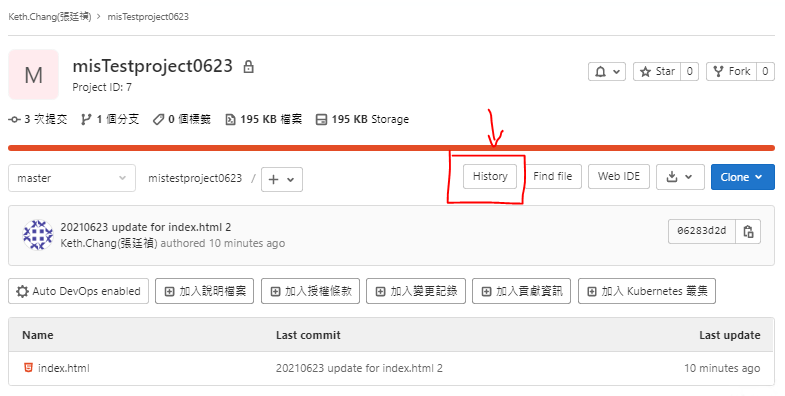 Keth.Chang(張廷禎) > misTestproject0623
M
misTestproject0623
Project ID: 7
Star 0
Fork 0
3 次提交 1 個分支 0 個標籤 195 KB 檔案 195 KB Storage
master
mistestproject0623 / +
History Find file Web IDE Clone
20210623 update for index.html 2
Keth.Chang(張廷禎) authored 10 minutes ago
06283d2d
Auto DevOps enabled 加入說明檔案 加入授權條款 加入變更記錄 加入貢獻資訊 加入 Kubernetes 叢集
Name Last commit Last update
index.html 20210623 update for index.html 2 10 minutes ago